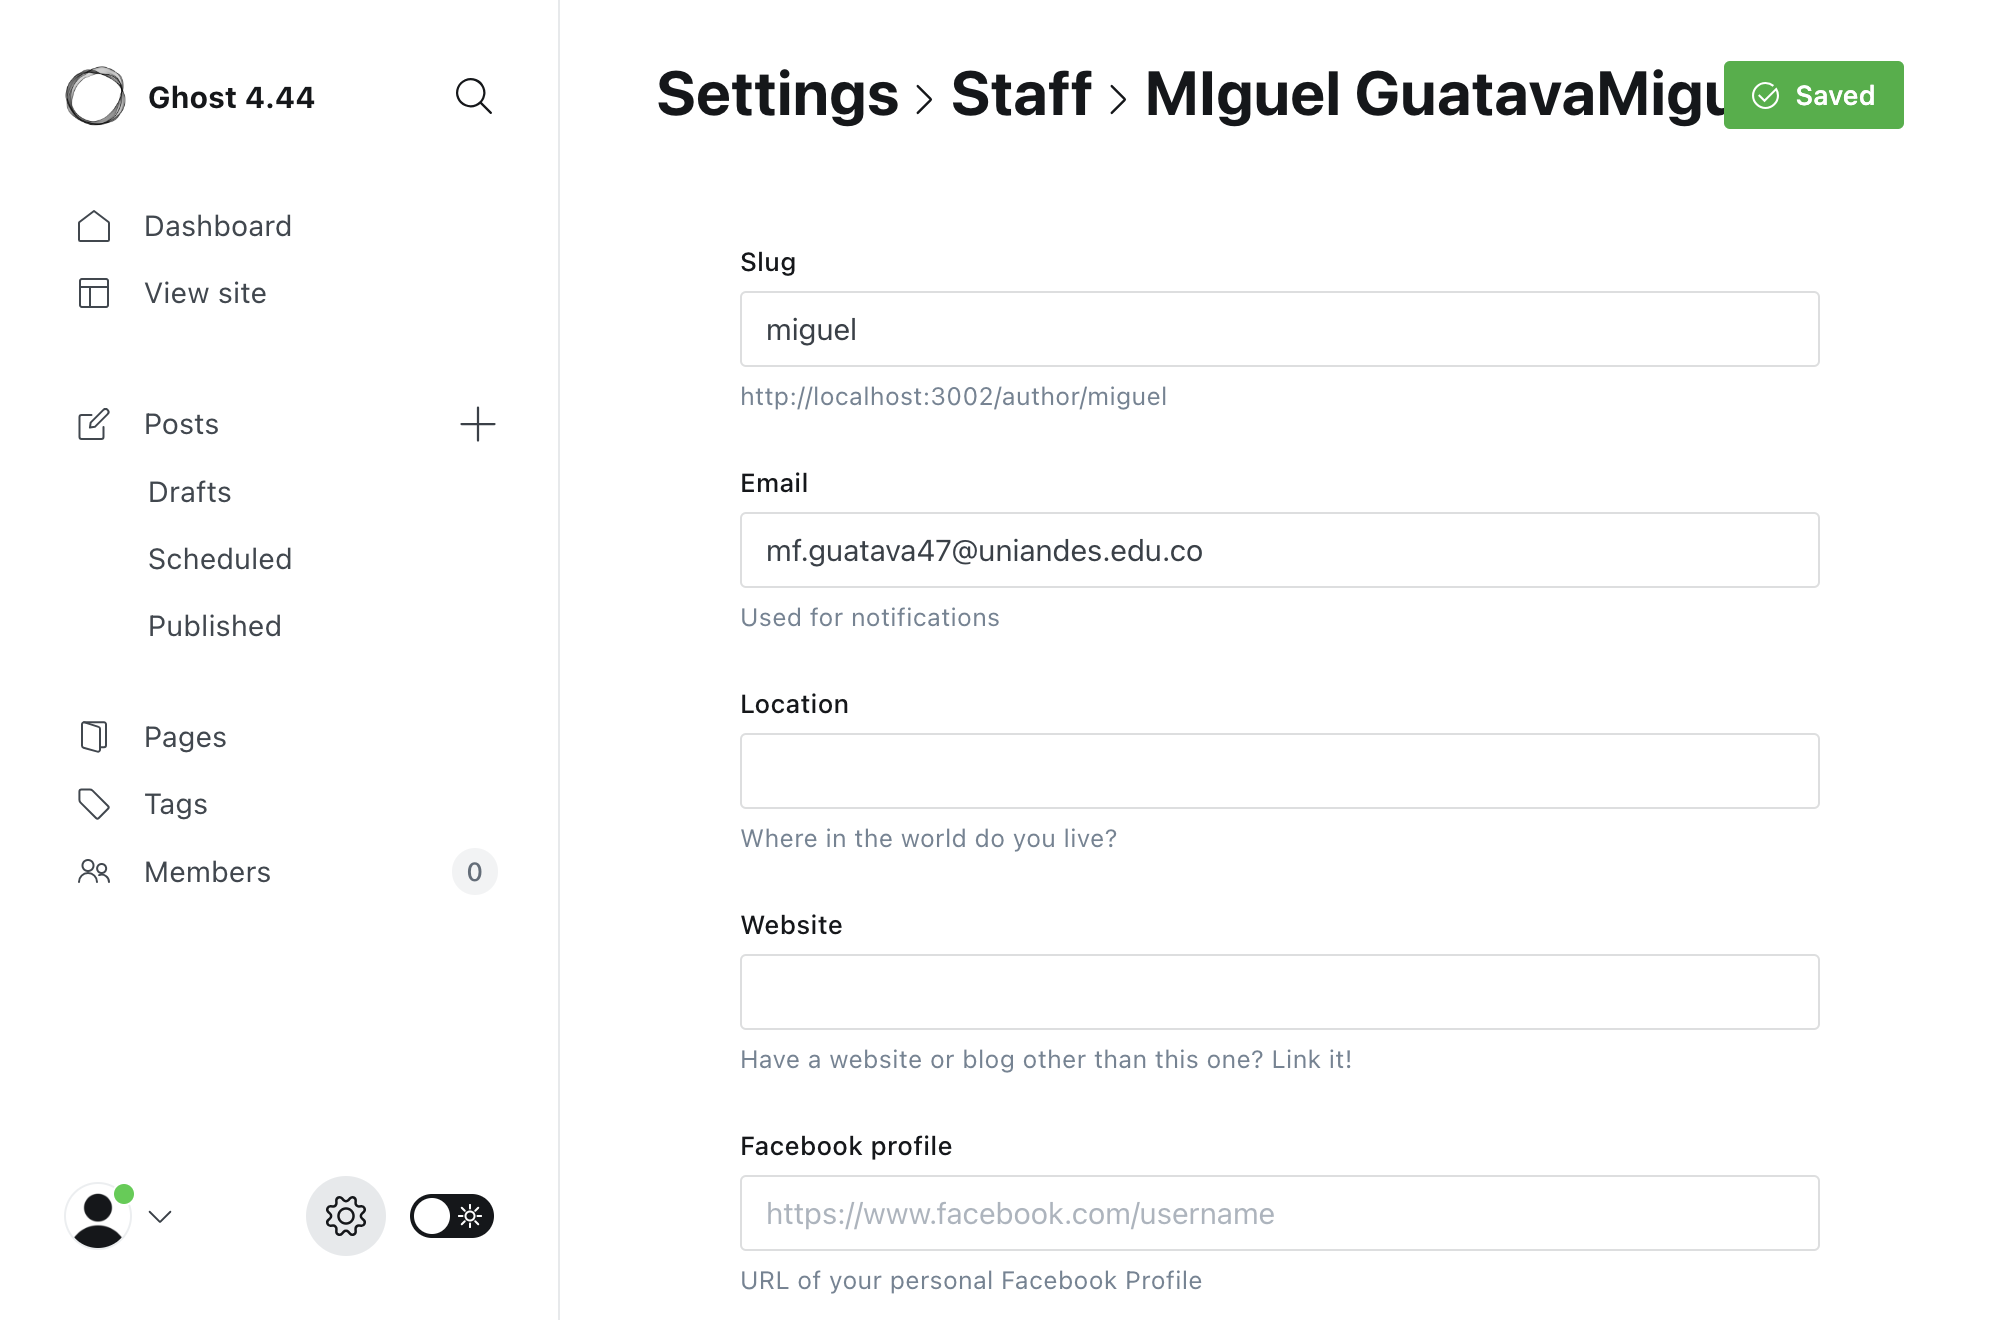 Ghost 4.44
Dashboard
View site
Posts
Drafts
Scheduled
Published
Pages
Tags
Members
0
Settings > Staff > MIguel GuatavaMigu
Saved
Slug
miguel
http://localhost:3002/author/miguel
Email
mf.guatava47@uniandes.edu.co
Used for notifications
Location
Where in the world do you live?
Website
Have a website or blog other than this one? Link it!
Facebook profile
https://www.facebook.com/username
URL of your personal Facebook Profile